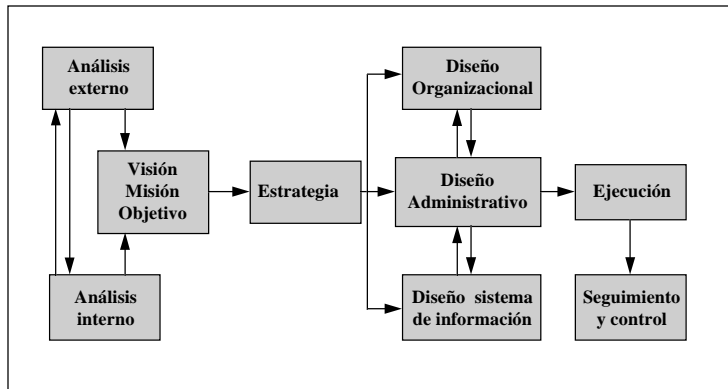 Análisis
externo
Visión
Misión
Objetivo
Análisis
interno
Estrategia
Diseño
Organizacional
Diseño
Administrativo
Diseño sistema
de información
Ejecución
Seguimiento
y control